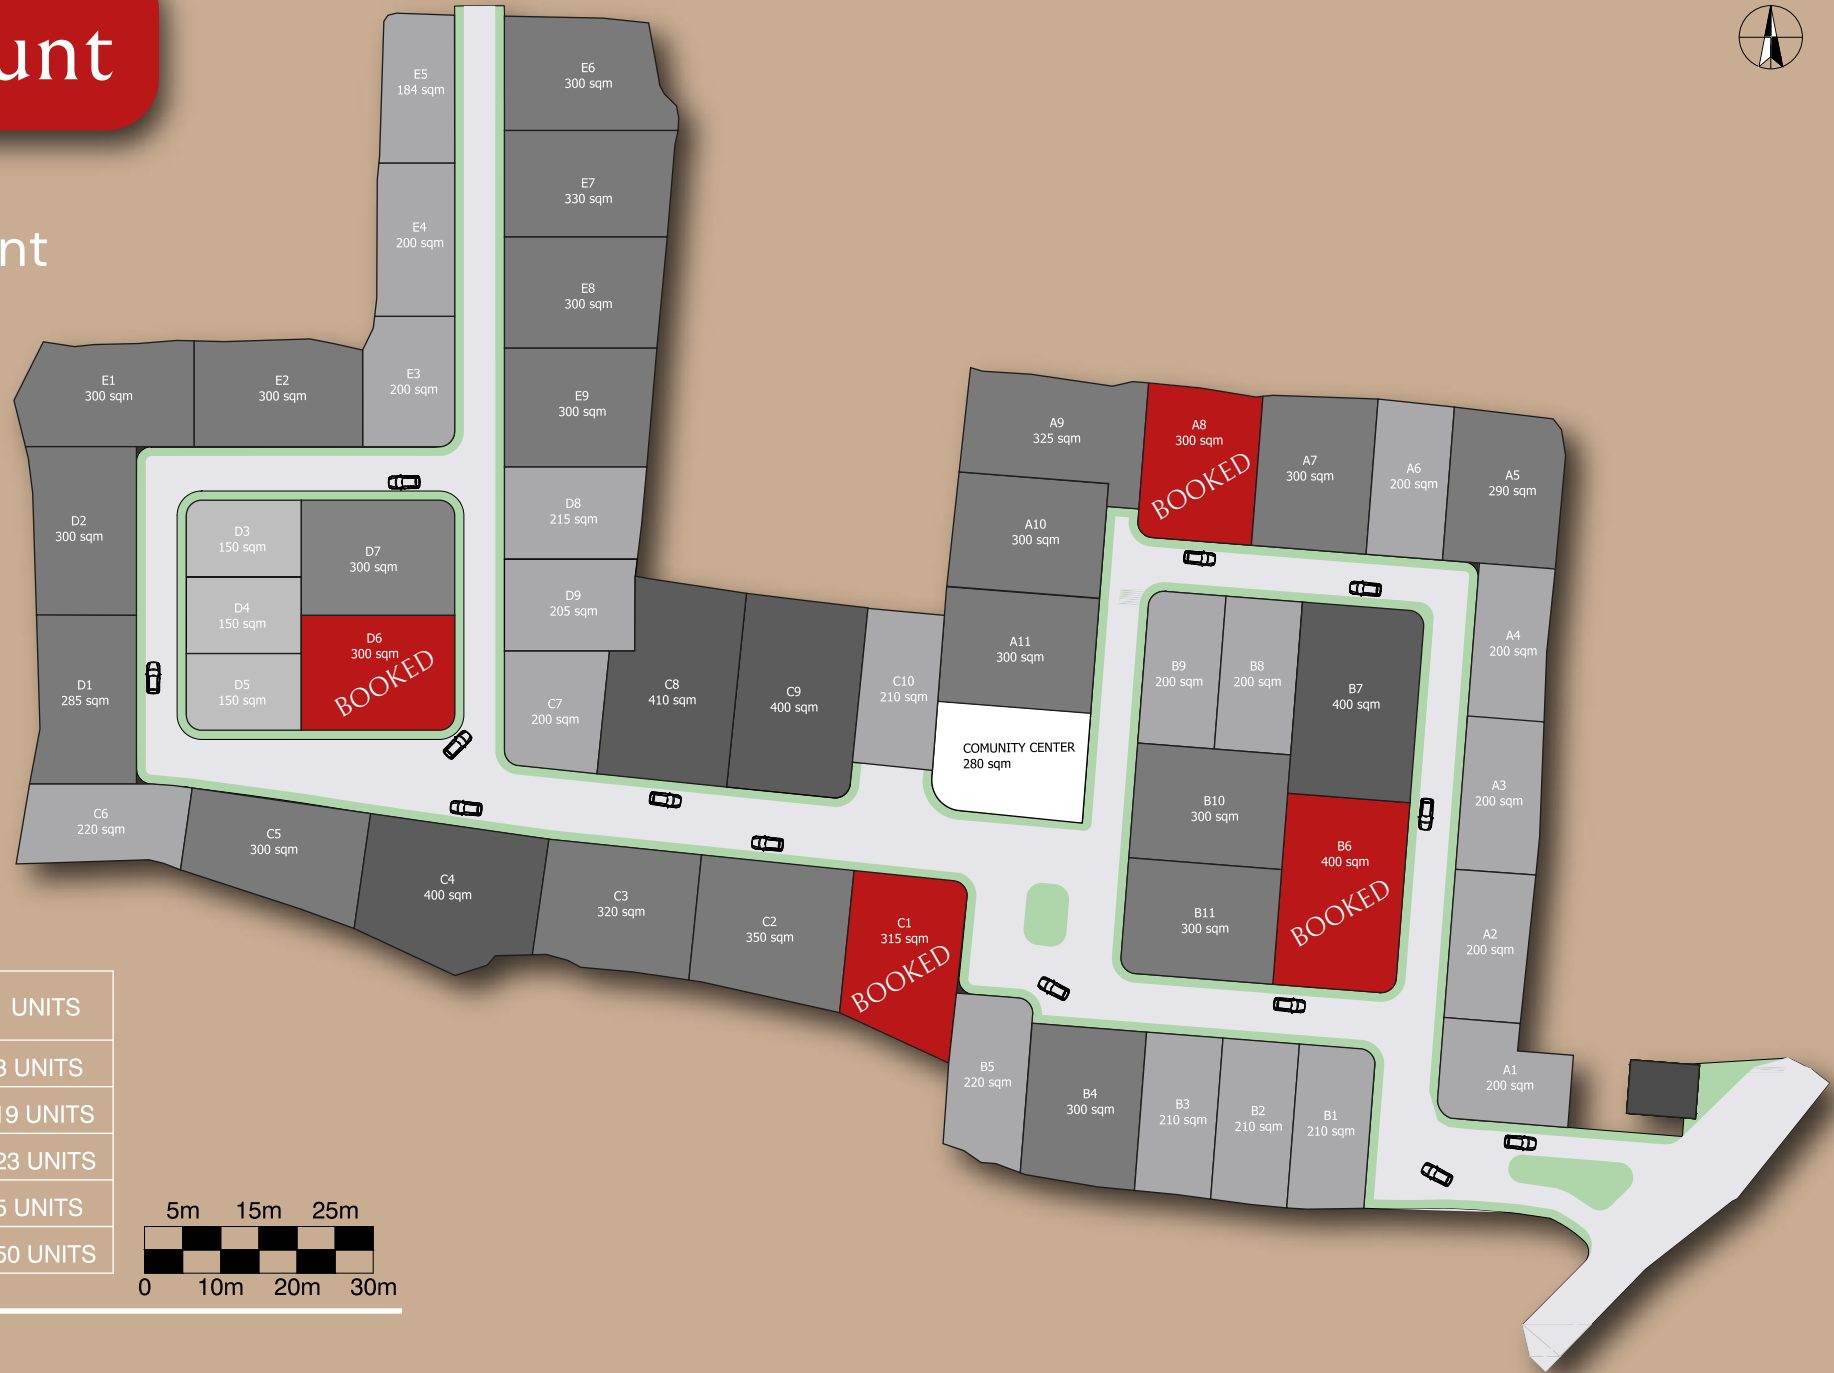 unt
nt
E5
184 sqm
E6
300 sqm
E7
330 sqm
E4
200 sqm
E8
300 sqm
E1
300 sqm
E2
300 sqm
E3
200 sqm
E9
300 sqm
A9
325 sqm
A8
300 sqm
BOOKED
A7
300 sqm
A6
200 sqm
A5
290 sqm
D2
300 sqm
D3
150 sqm
D7
300 sqm
D8
215 sqm
A10
300 sqm
D4
150 sqm
D9
205 sqm
D6
300 sqm
BOOKED
A11
300 sqm
A4
200 sqm
D1
285 sqm
D5
150 sqm
C7
200 sqm
C8
410 sqm
C9
400 sqm
C10
210 sqm
B9
200 sqm
B8
200 sqm
B7
400 sqm
COMUNITY CENTER
280 sqm
A3
200 sqm
C6
220 sqm
C5
300 sqm
B10
300 sqm
B6
400 sqm
BOOKED
C4
400 sqm
C3
320 sqm
C2
350 sqm
C1
315 sqm
BOOKED
B11
300 sqm
A2
200 sqm
B5
220 sqm
B4
300 sqm
B3
210 sqm
B2
210 sqm
B1
210 sqm
A1
200 sqm
UNITS
3 UNITS
19 UNITS
23 UNITS
5 UNITS
50 UNITS
5m 15m 25m
0 10m 20m 30m